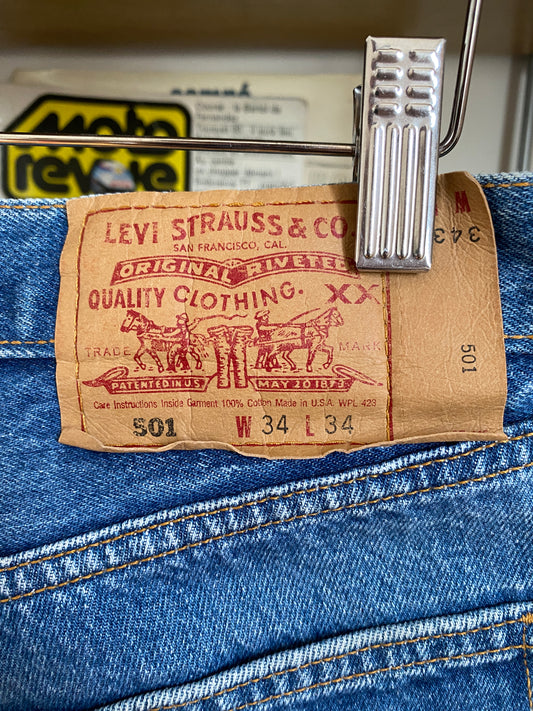 Moto
revue
LEVI STRAUSS & CO.
SAN FRANCISCO, CAL.
ORIGINAL RIVETED
QUALITY CLOTHING.
XX
TRADE MARK
PATENTED IN U.S. MAY 20 1873
Care Instructions Inside Garment 100% Cotton Made in U.S.A. WPL 423
501 W 34 L 34
M
343
501